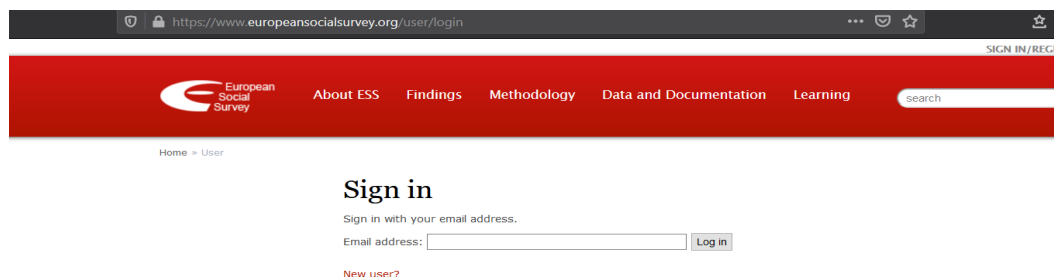 https://www.europeansocialsurvey.org/user/login
SIGN IN/REG
European
Social
Survey
About ESS Findings Methodology Data and Documentation Learning search
Home » User
Sign in
Sign in with your email address.
Email address: Log in
New user?